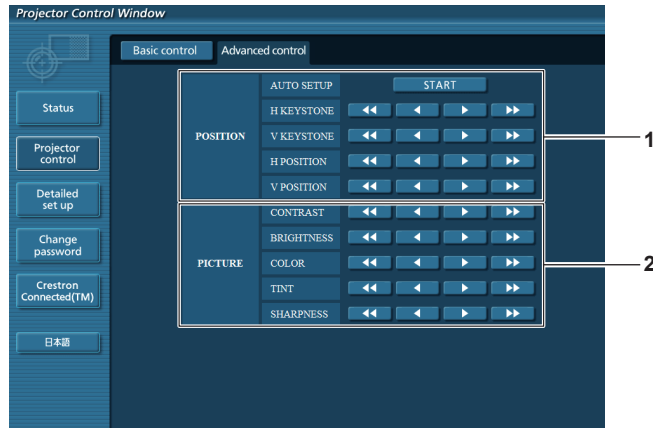 Projector Control Window
Basic control
Advanced control
Status
Projector
control
Detailed
set up
Change
password
Crestron
Connected(TM)
日本語
POSITION
AUTO SETUP
START
H KEYSTONE
V KEYSTONE
H POSITION
V POSITION
1
PICTURE
CONTRAST
BRIGHTNESS
COLOR
TINT
SHARPNESS
2